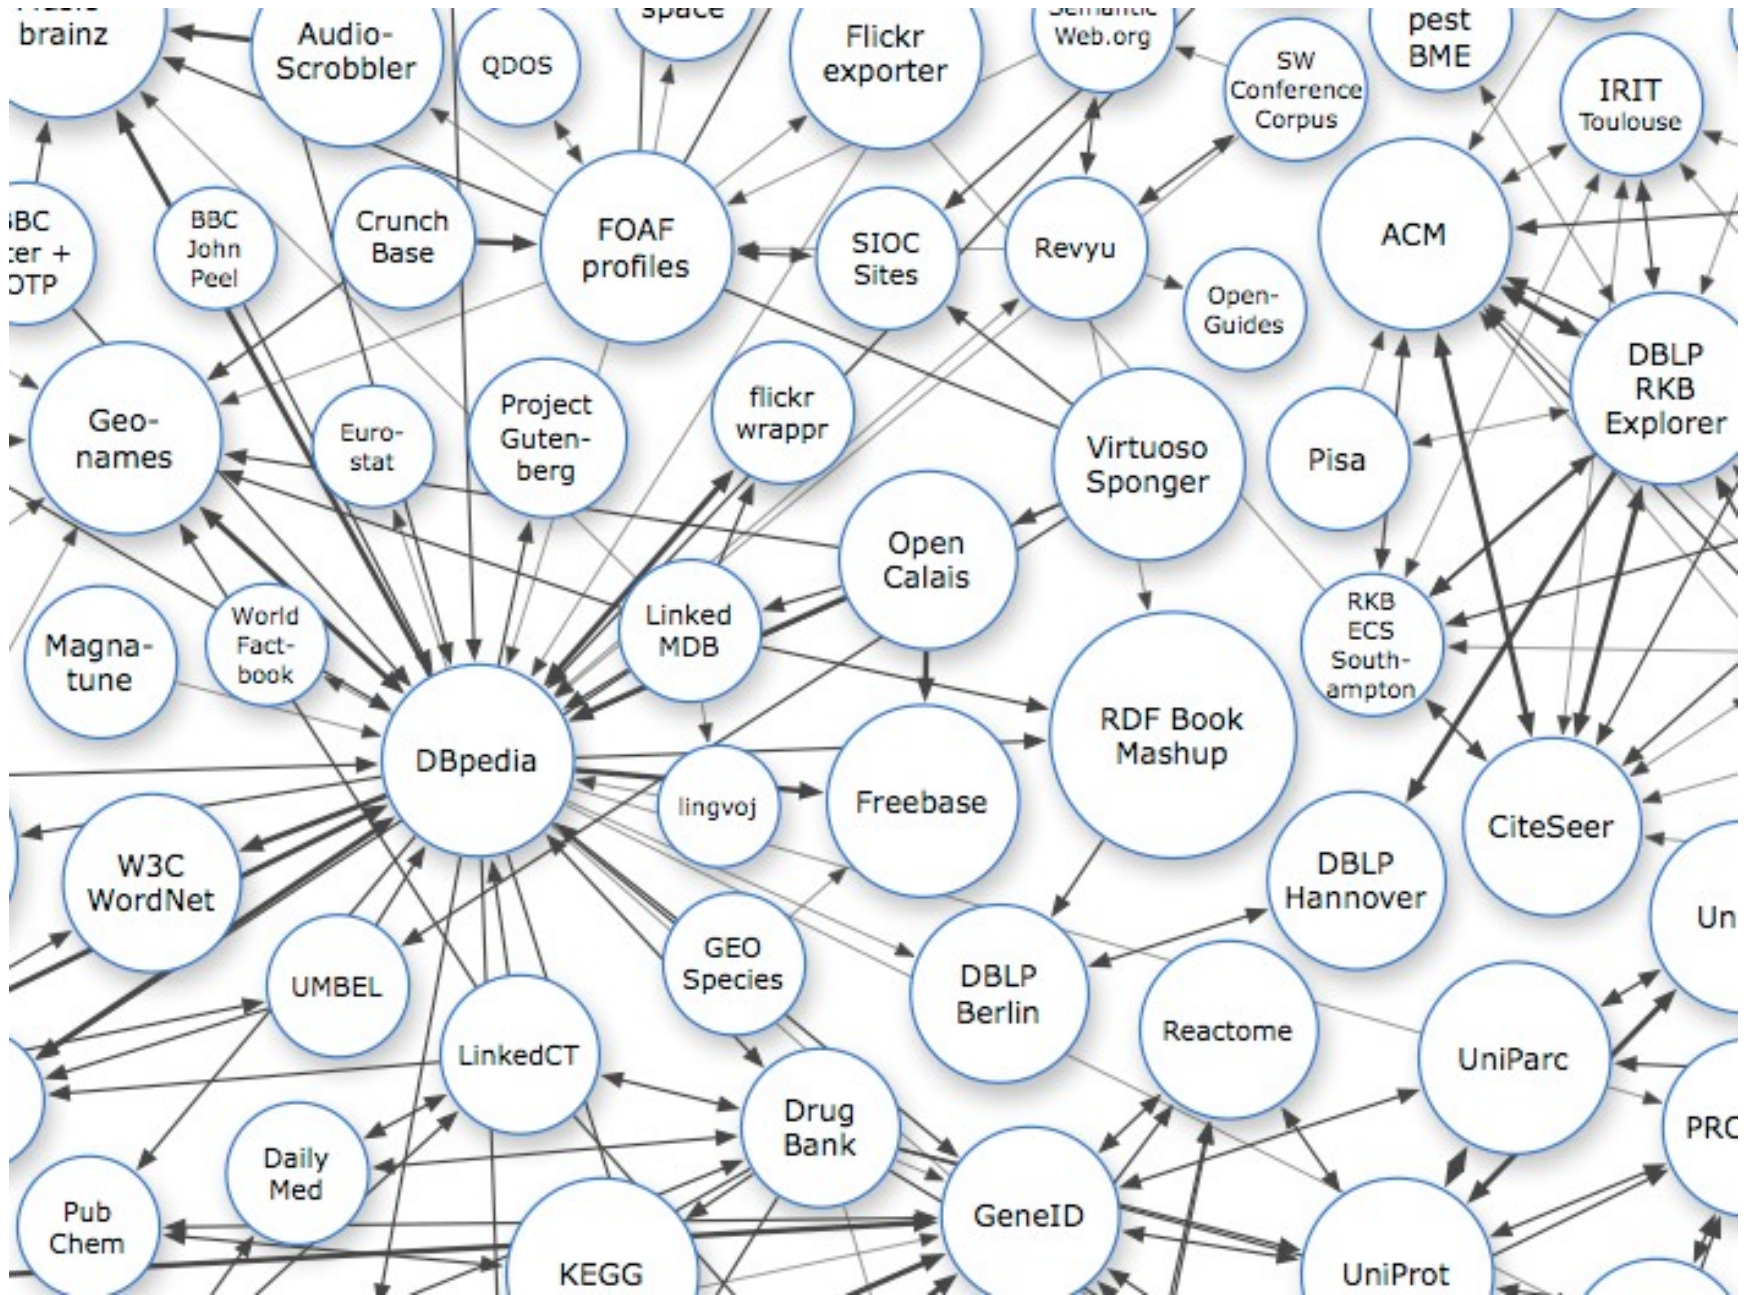 brainz
Audio-
Scrobbler
QDOS
space
Flickr
exporter
Semantic
Web.org
SW
Conference
Corpus
pest
BME
IRIT
Toulouse
BBC
John
Peel
Crunch
Base
FOAF
profiles
SIOC
Sites
Revyu
Open-
Guides
ACM
DBLP
RKB
Explorer
Geo-
names
Euro-
stat
Project
Guten-
berg
flickr
wrappr
Virtuoso
Sponger
Pisa
Open
Calais
Linked
MDB
World
Fact-
book
Magna-
tune
RKB
ECS
South-
ampton
DBpedia
lingvoj
Freebase
RDF Book
Mashup
CiteSeer
W3C
WordNet
DBLP
Hannover
UMBEL
GEO
Species
DBLP
Berlin
Reactome
UniParc
Un
LinkedCT
Drug
Bank
Daily
Med
PRO
Pub
Chem
KEGG
GeneID
UniProt